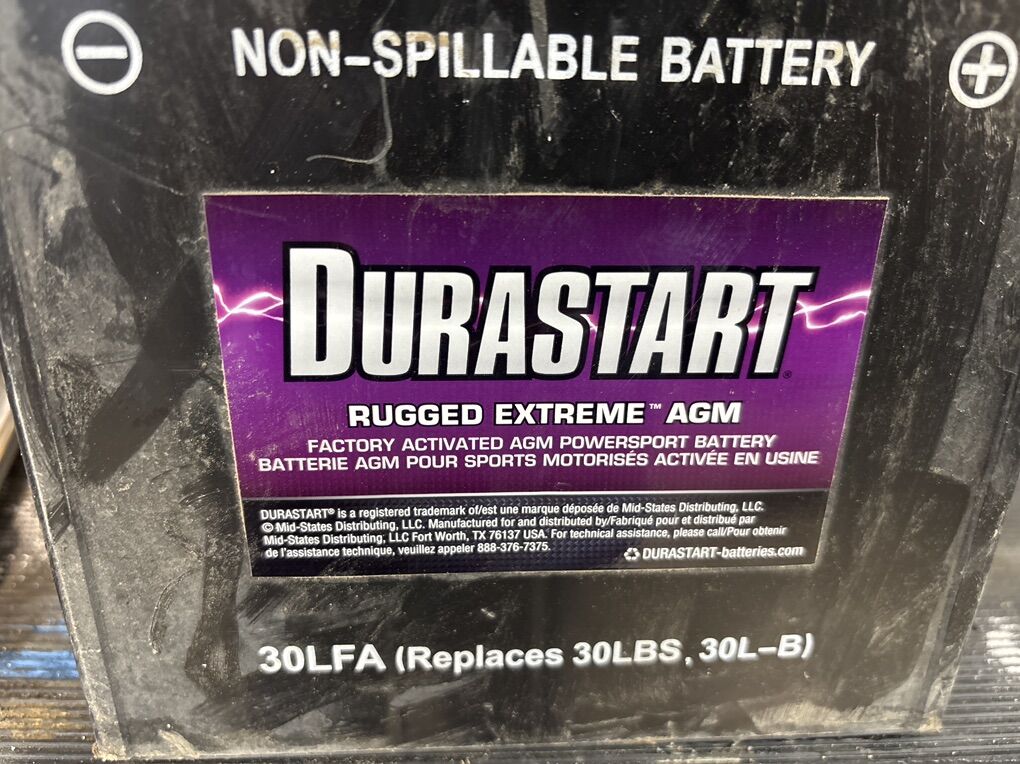 NON-SPILLABLE BATTERY
DURASTART®
RUGGED EXTREME™ AGM
FACTORY ACTIVATED AGM POWERSPORT BATTERY
BATTERIE AGM POUR SPORTS MOTORISÉS ACTIVÉE EN USINE
DURASTART® is a registered trademark of/est une marque déposée de Mid-States Distributing, LLC.
© Mid-States Distributing, LLC. Manufactured for and distributed by/Fabriqué pour et distribué par
Mid-States Distributing, LLC Fort Worth, TX 76137 USA. For technical assistance, please call/Pour obtenir
de l'assistance technique, veuillez appeler 888-376-7375.
DURASTART-batteries.com
30LFA (Replaces 30LBS, 30L-B)